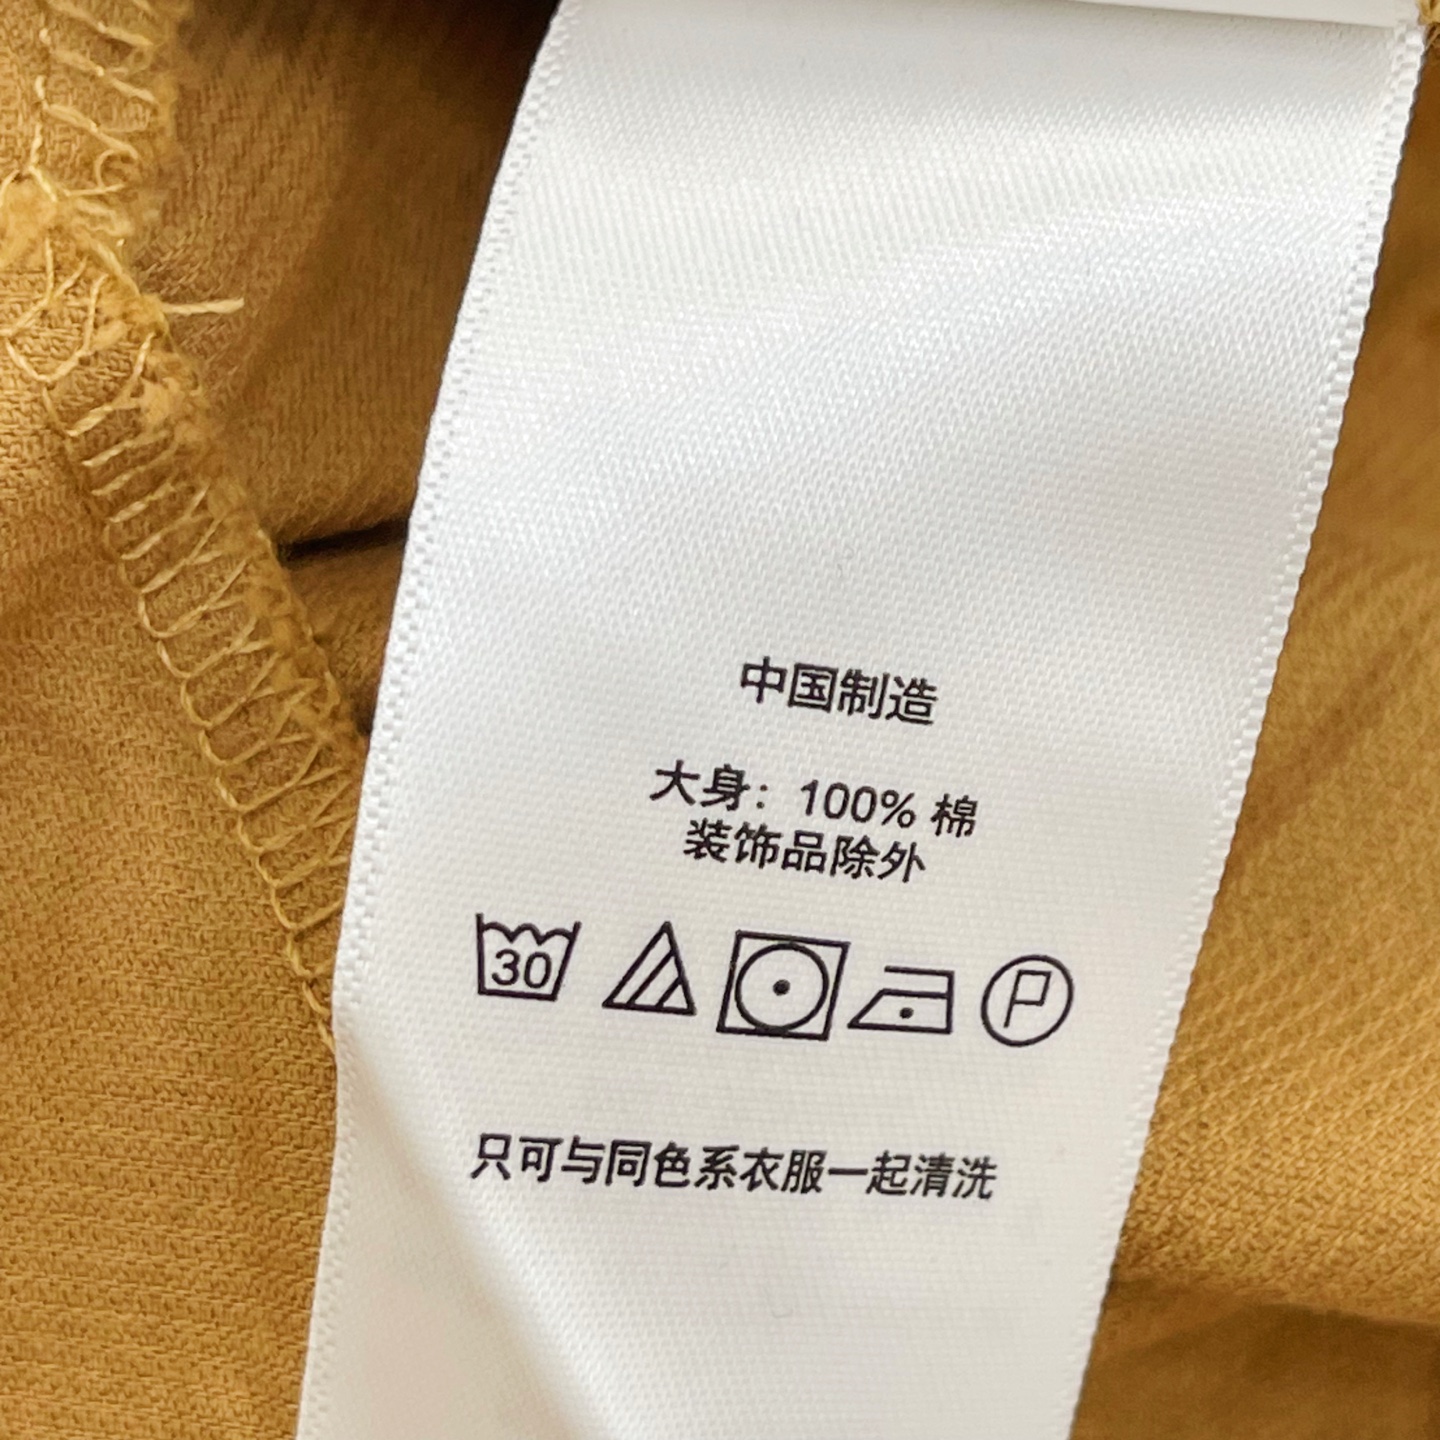 中国制造
大身：100% 棉
装饰品除外
30 P
只可与同色系衣服一起清洗